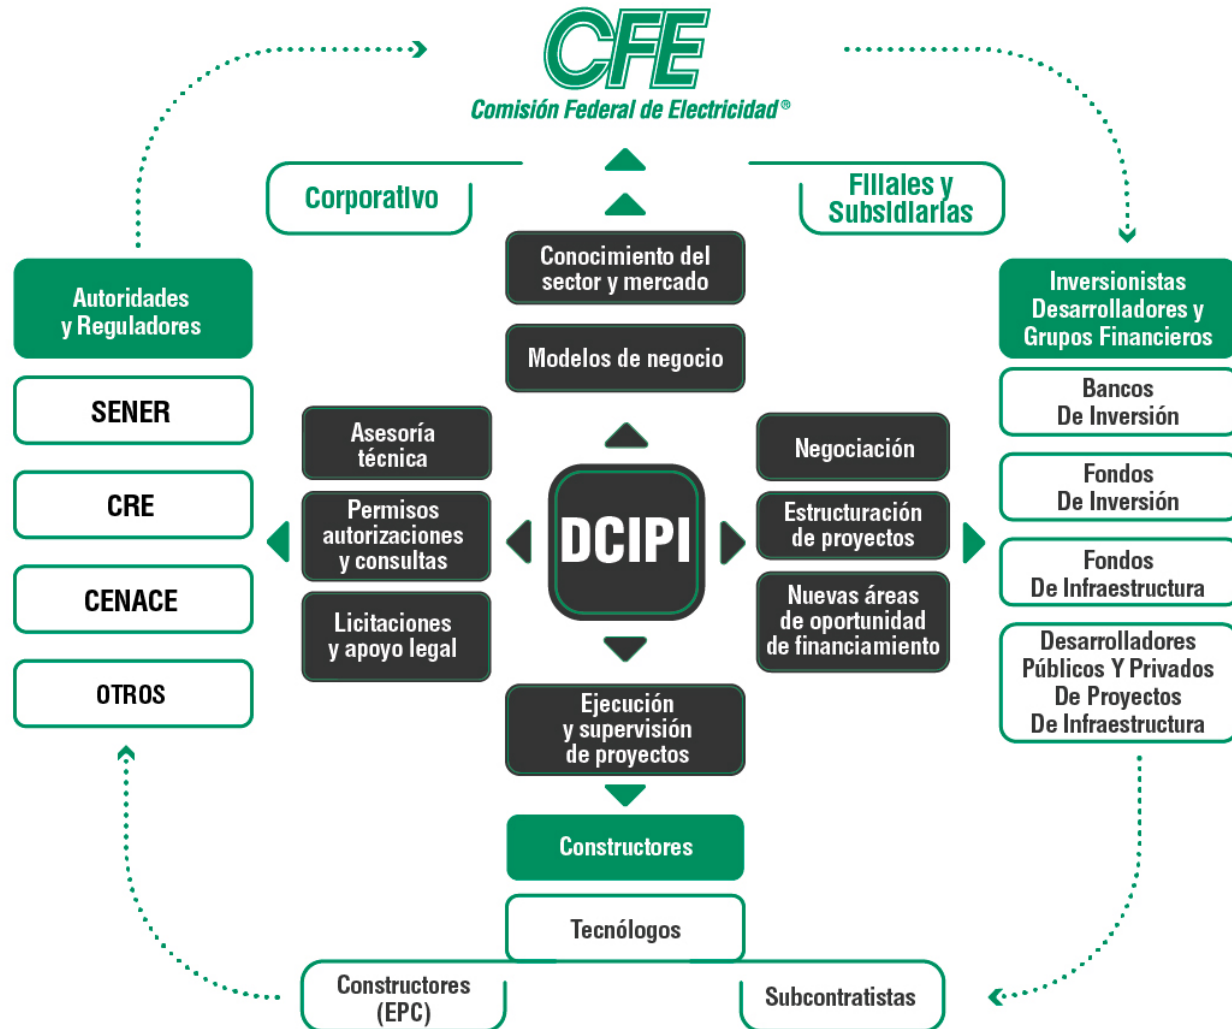 CFE
Comisión Federal de Electricidad®
Corporativo
Filiales y
Subsidiarias
Conocimiento del
sector y mercado
Modelos de negocio
Autoridades
y Reguladores
SENER
CRE
CENACE
OTROS
Asesoría
técnica
Permisos
autorizaciones
y consultas
Licitaciones
y apoyo legal
DCIPI
Negociación
Estructuración
de proyectos
Nuevas áreas
de oportunidad
de financiamiento
Inversionistas
Desarrolladores y
Grupos Financieros
Bancos
De Inversión
Fondos
De Inversión
Fondos
De Infraestructura
Desarrolladores
Públicos Y Privados
De Proyectos
De Infraestructura
Ejecución
y supervisión
de proyectos
Constructores
Tecnólogos
Constructores
(EPC)
Subcontratistas